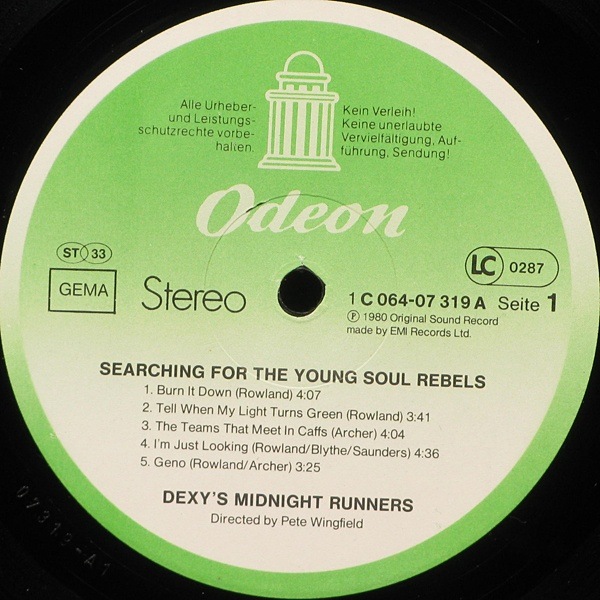 Alle Urheber-
und Leistungs-
schutzrechte vorbe-
halten.
Kein Verleih!
Keine unerlaubte
Vervielfältigung, Auf-
führung, Sendung!
Odeon
ST 33
GEMA
Stereo
LC 0287
1 C 064-07 319 A Seite 1
Ⓟ 1980 Original Sound Record
made by EMI Records Ltd.
SEARCHING FOR THE YOUNG SOUL REBELS
1. Burn It Down (Rowland) 4:07
2. Tell When My Light Turns Green (Rowland) 3:41
3. The Teams That Meet In Caffs (Archer) 4:04
4. I'm Just Looking (Rowland/Blythe/Saunders) 4:36
5. Geno (Rowland/Archer) 3:25
DEXY'S MIDNIGHT RUNNERS
Directed by Pete Wingfield
07319-A1